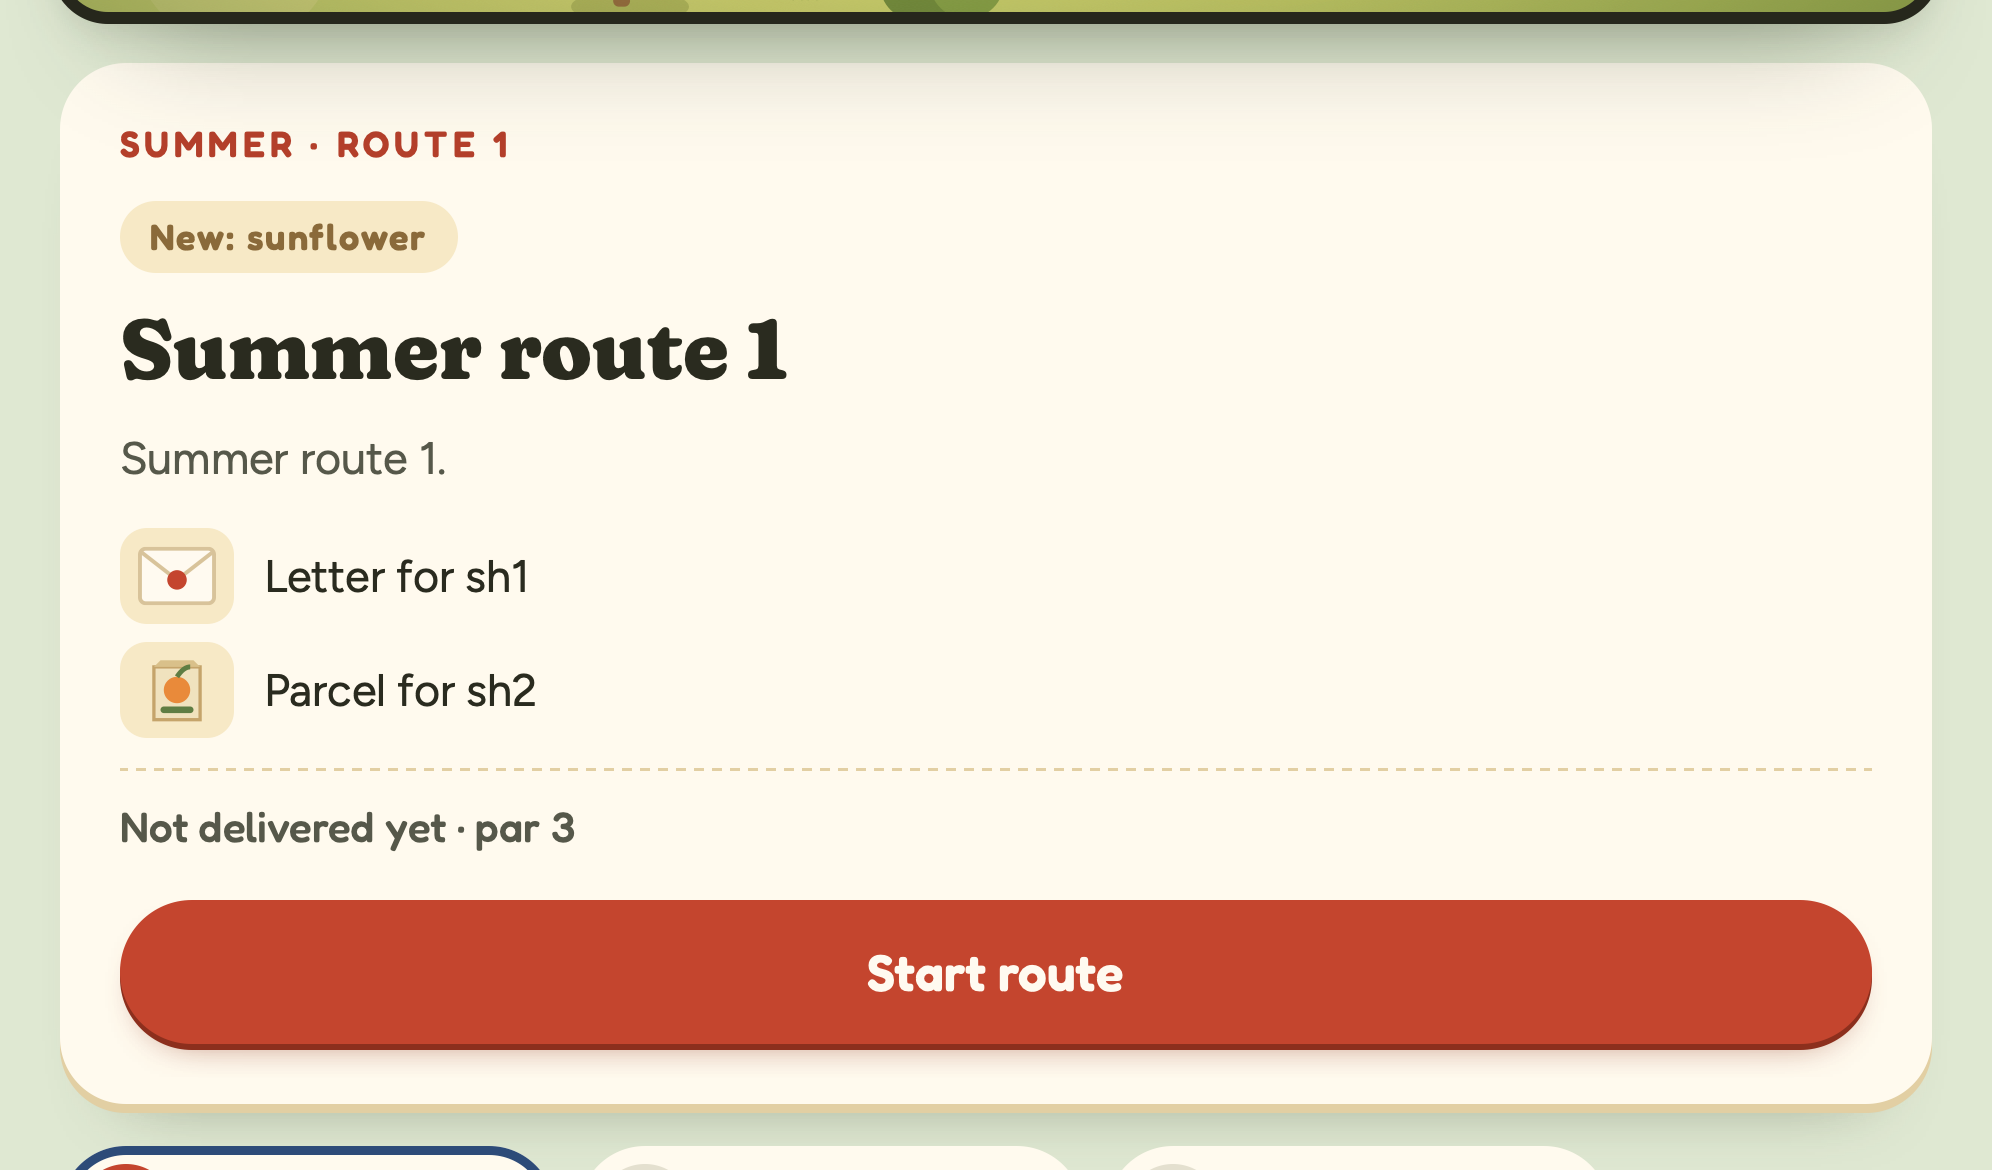 SUMMER · ROUTE 1
New: sunflower
Summer route 1
Summer route 1.
Letter for sh1
Parcel for sh2
Not delivered yet · par 3
Start route